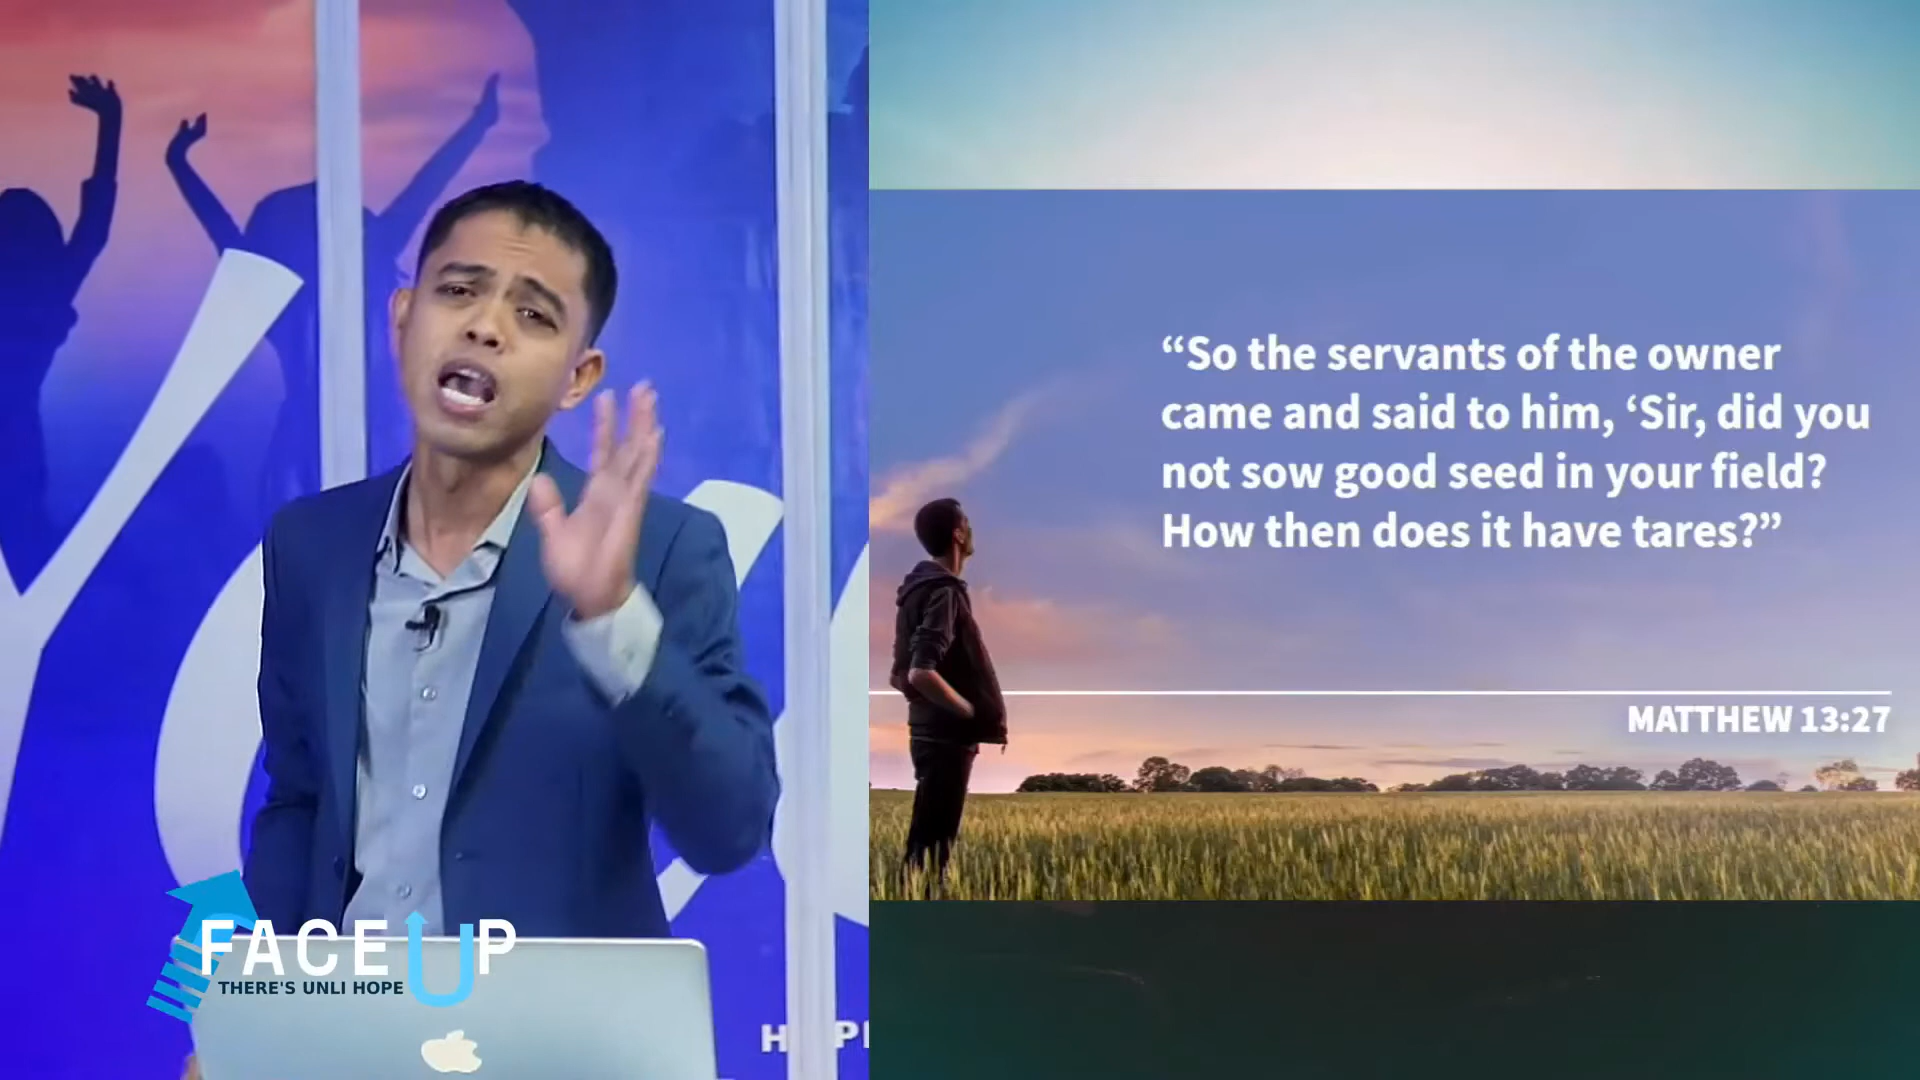 “So the servants of the owner
came and said to him, ‘Sir, did you
not sow good seed in your field?
How then does it have tares?”
MATTHEW 13:27
FACE UP
THERE'S UNLI HOPE